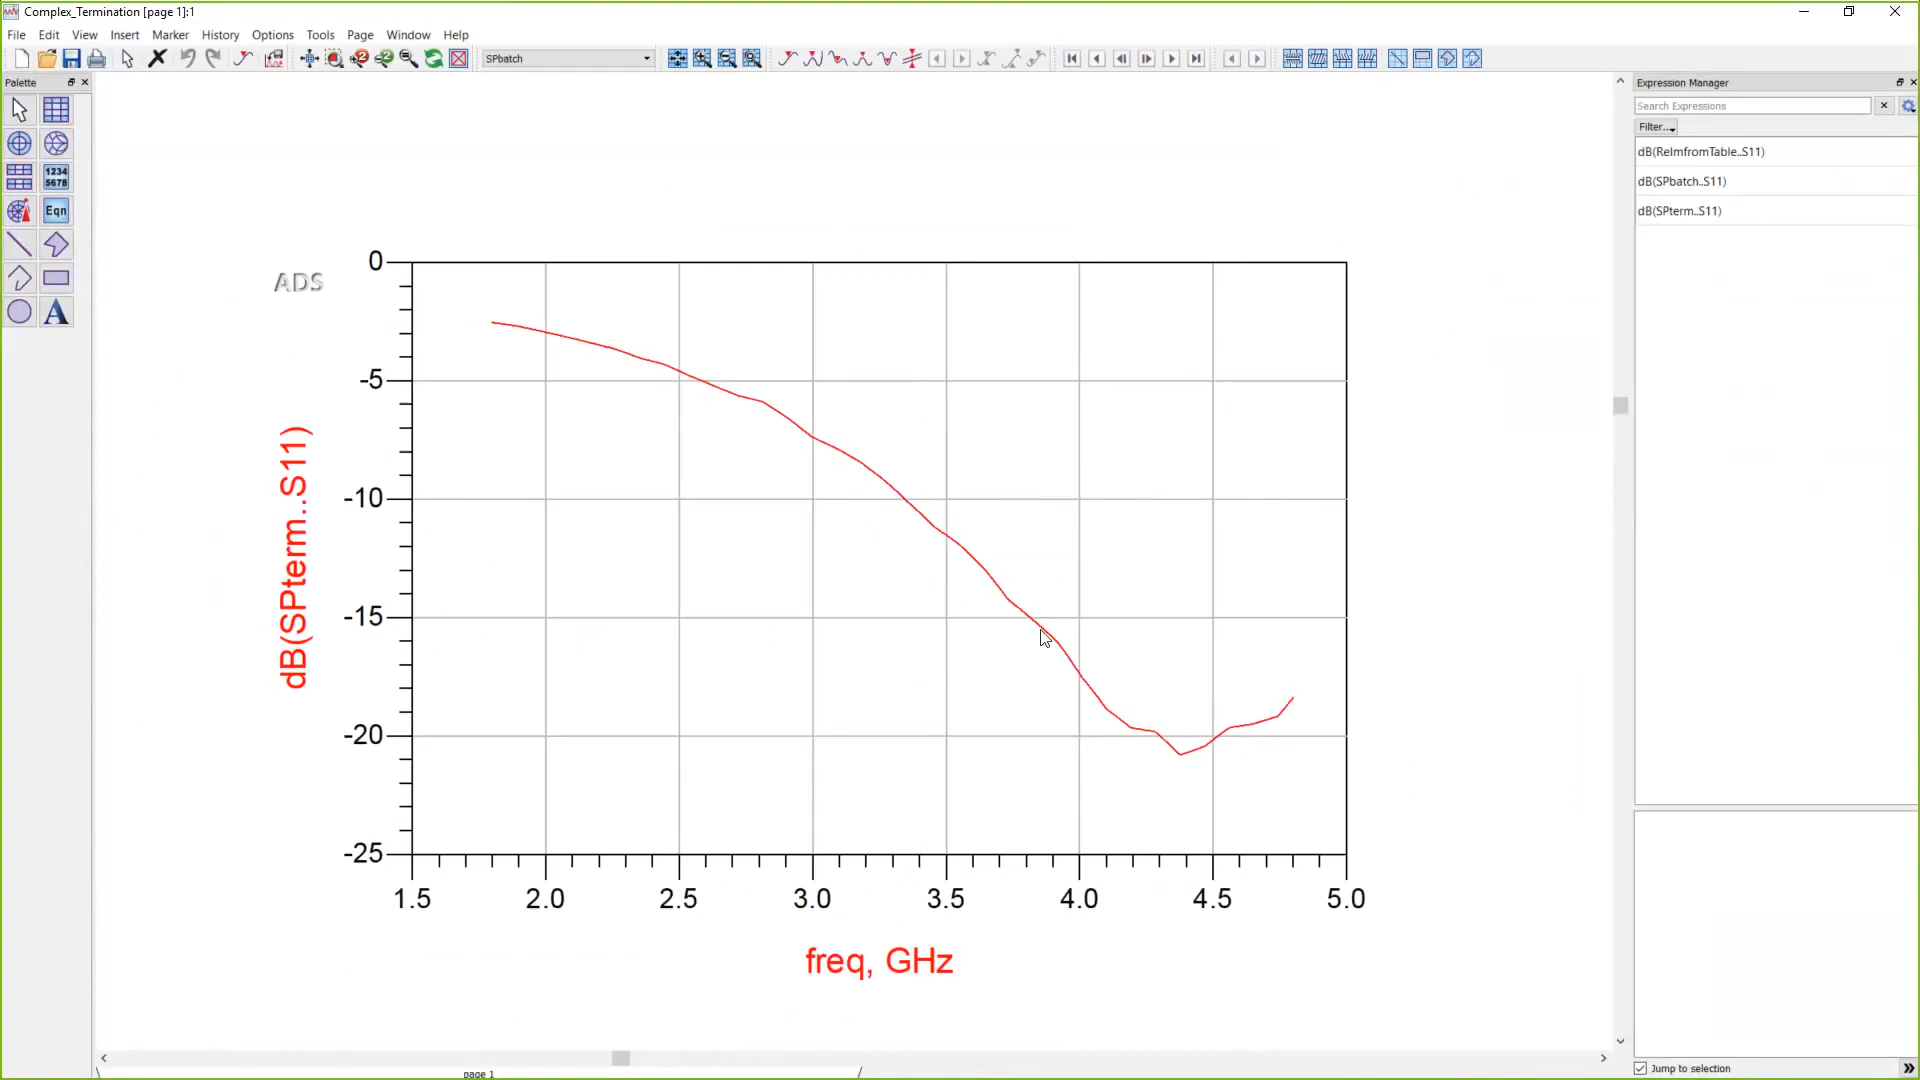 Complex_Termination [page 1]:1
File Edit View Insert Marker History Options Tools Page Window Help
SPbatch
Palette
1234
5678
Eqn
A
Expression Manager
Search Expressions
Filter...
dB(ReImfromTable..S11)
dB(SPbatch..S11)
dB(SPterm..S11)
ADS
0
-5
-10
-15
-20
-25
dB(SPterm..S11)
1.5 2.0 2.5 3.0 3.5 4.0 4.5 5.0
freq, GHz
page 1
Jump to selection